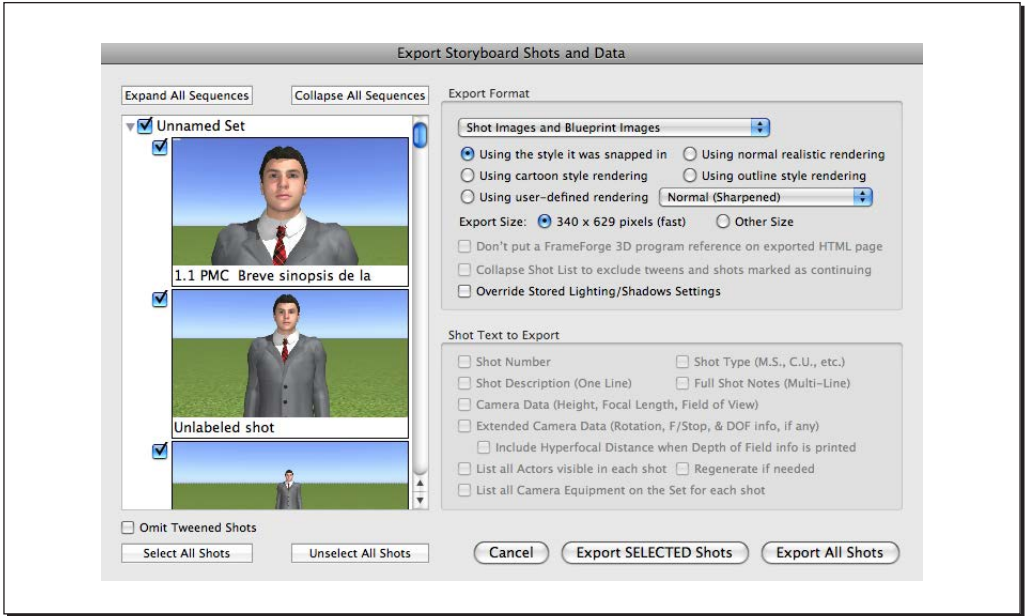 Export Storyboard Shots and Data
Expand All Sequences
Collapse All Sequences
Unnamed Set
1.1 PMC Breve sinopsis de la
Unlabeled shot
Omit Tweened Shots
Select All Shots
Unselect All Shots
Export Format
Shot Images and Blueprint Images
Using the style it was snapped in
Using normal realistic rendering
Using cartoon style rendering
Using outline style rendering
Using user-defined rendering
Normal (Sharpened)
Export Size:
340 x 629 pixels (fast)
Other Size
Don't put a FrameForge 3D program reference on exported HTML page
Collapse Shot List to exclude tweens and shots marked as continuing
Override Stored Lighting/Shadows Settings
Shot Text to Export
Shot Number
Shot Type (M.S., C.U., etc.)
Shot Description (One Line)
Full Shot Notes (Multi-Line)
Camera Data (Height, Focal Length, Field of View)
Extended Camera Data (Rotation, F/Stop, & DOF info, if any)
Include Hyperfocal Distance when Depth of Field info is printed
List all Actors visible in each shot
Regenerate if needed
List all Camera Equipment on the Set for each shot
Cancel
Export SELECTED Shots
Export All Shots